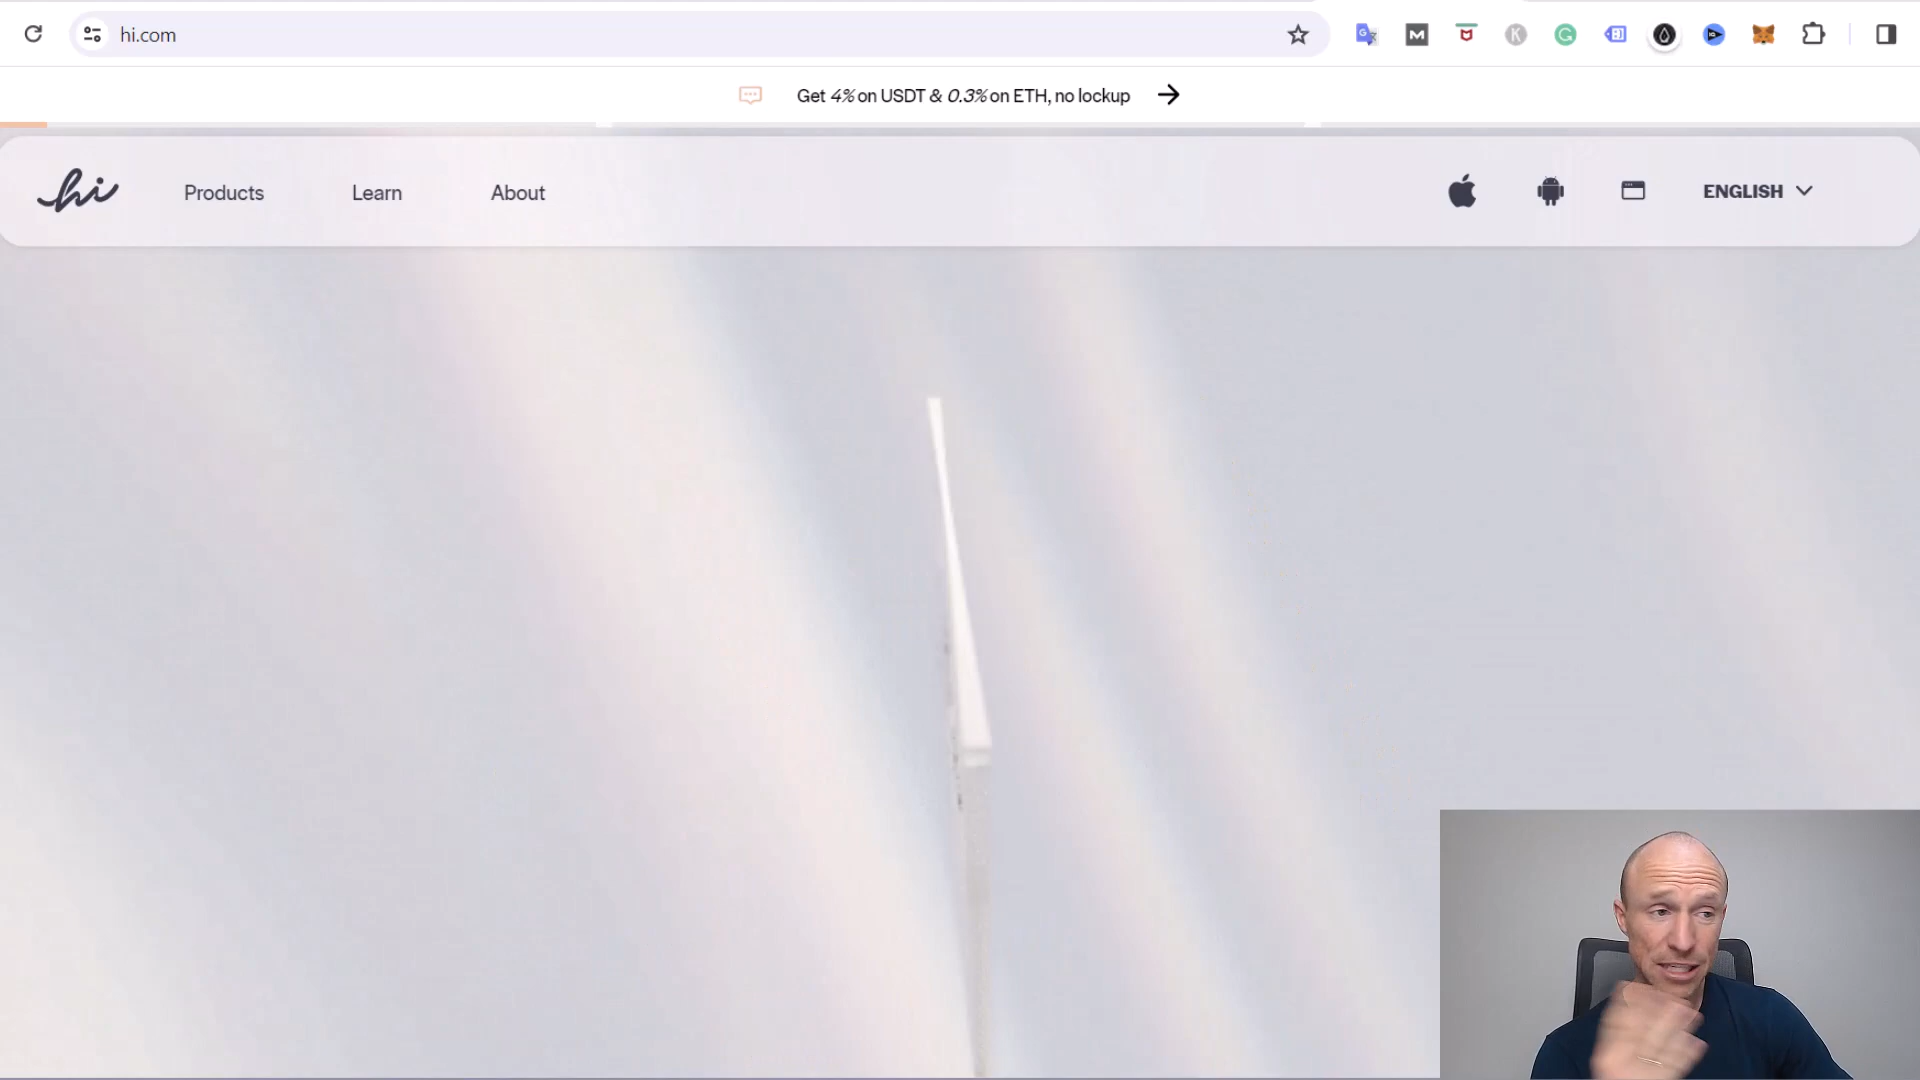 hi.com
Get 4% on USDT & 0.3% on ETH, no lockup
hi
Products
Learn
About
ENGLISH